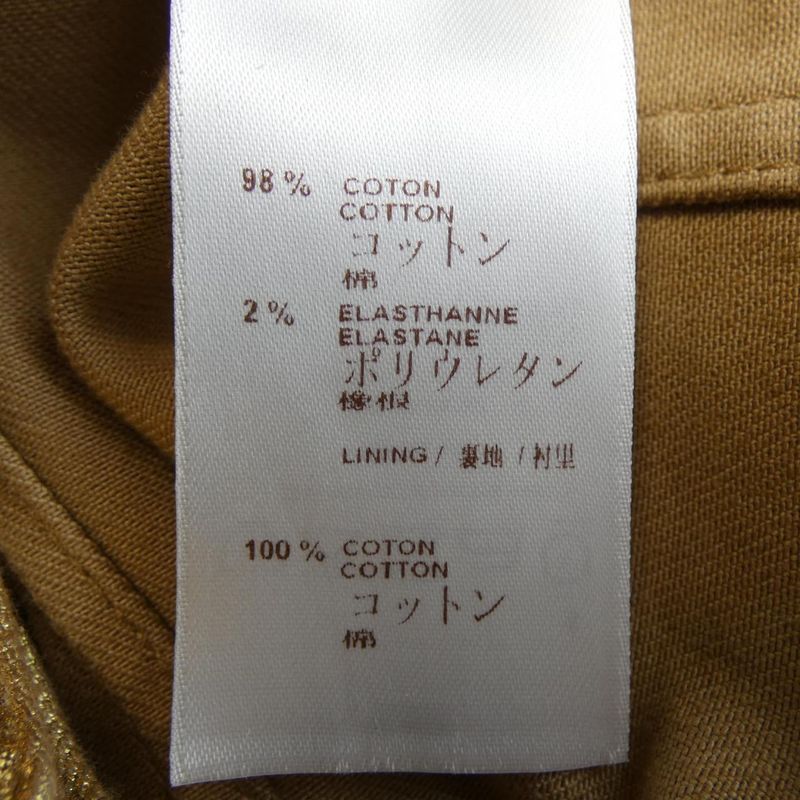 98% COTON
COTTON
コットン
棉
2% ELASTHANNE
ELASTANE
ポリウレタン
LINING / 裏地 / 衬里
100% COTON
COTTON
コットン
棉